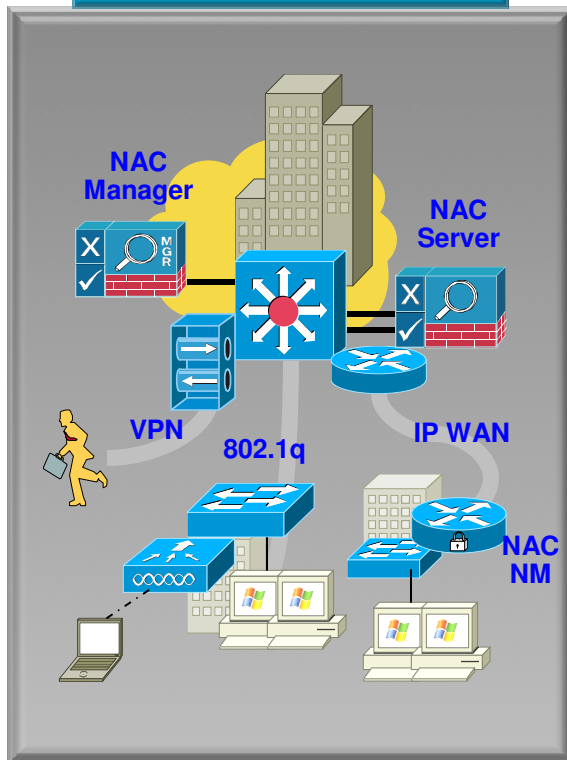 NAC
Manager
NAC
Server
MGR
VPN
802.1q
IP WAN
NAC
NM